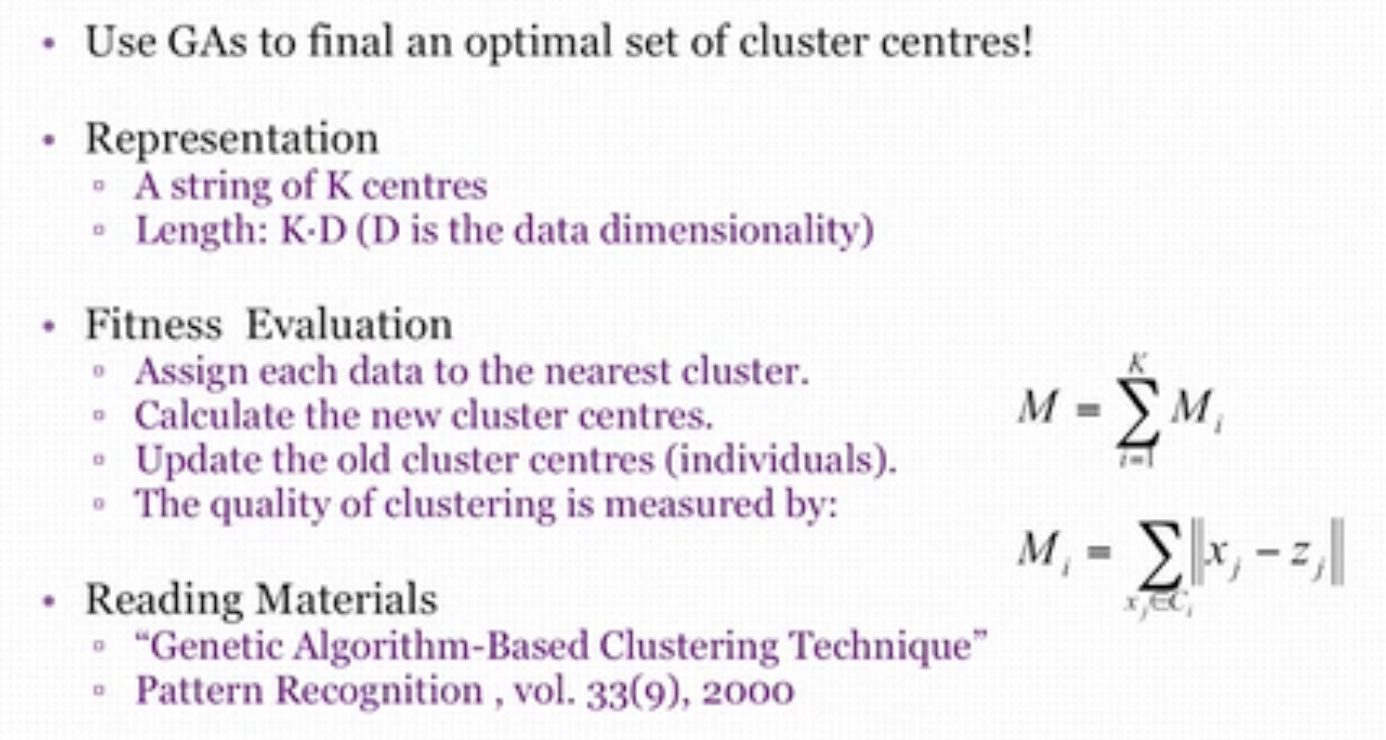 • Use GAs to final an optimal set of cluster centres!
• Representation
▫ A string of K centres
▫ Length: K·D (D is the data dimensionality)
• Fitness Evaluation
▫ Assign each data to the nearest cluster.
▫ Calculate the new cluster centres.
▫ Update the old cluster centres (individuals).
▫ The quality of clustering is measured by:
M = ∑_{i=1}^{K} M_i
M_i = ∑_{x_j∈C_i} ‖x_j − z_j‖
• Reading Materials
▫ “Genetic Algorithm-Based Clustering Technique”
▫ Pattern Recognition , vol. 33(9), 2000